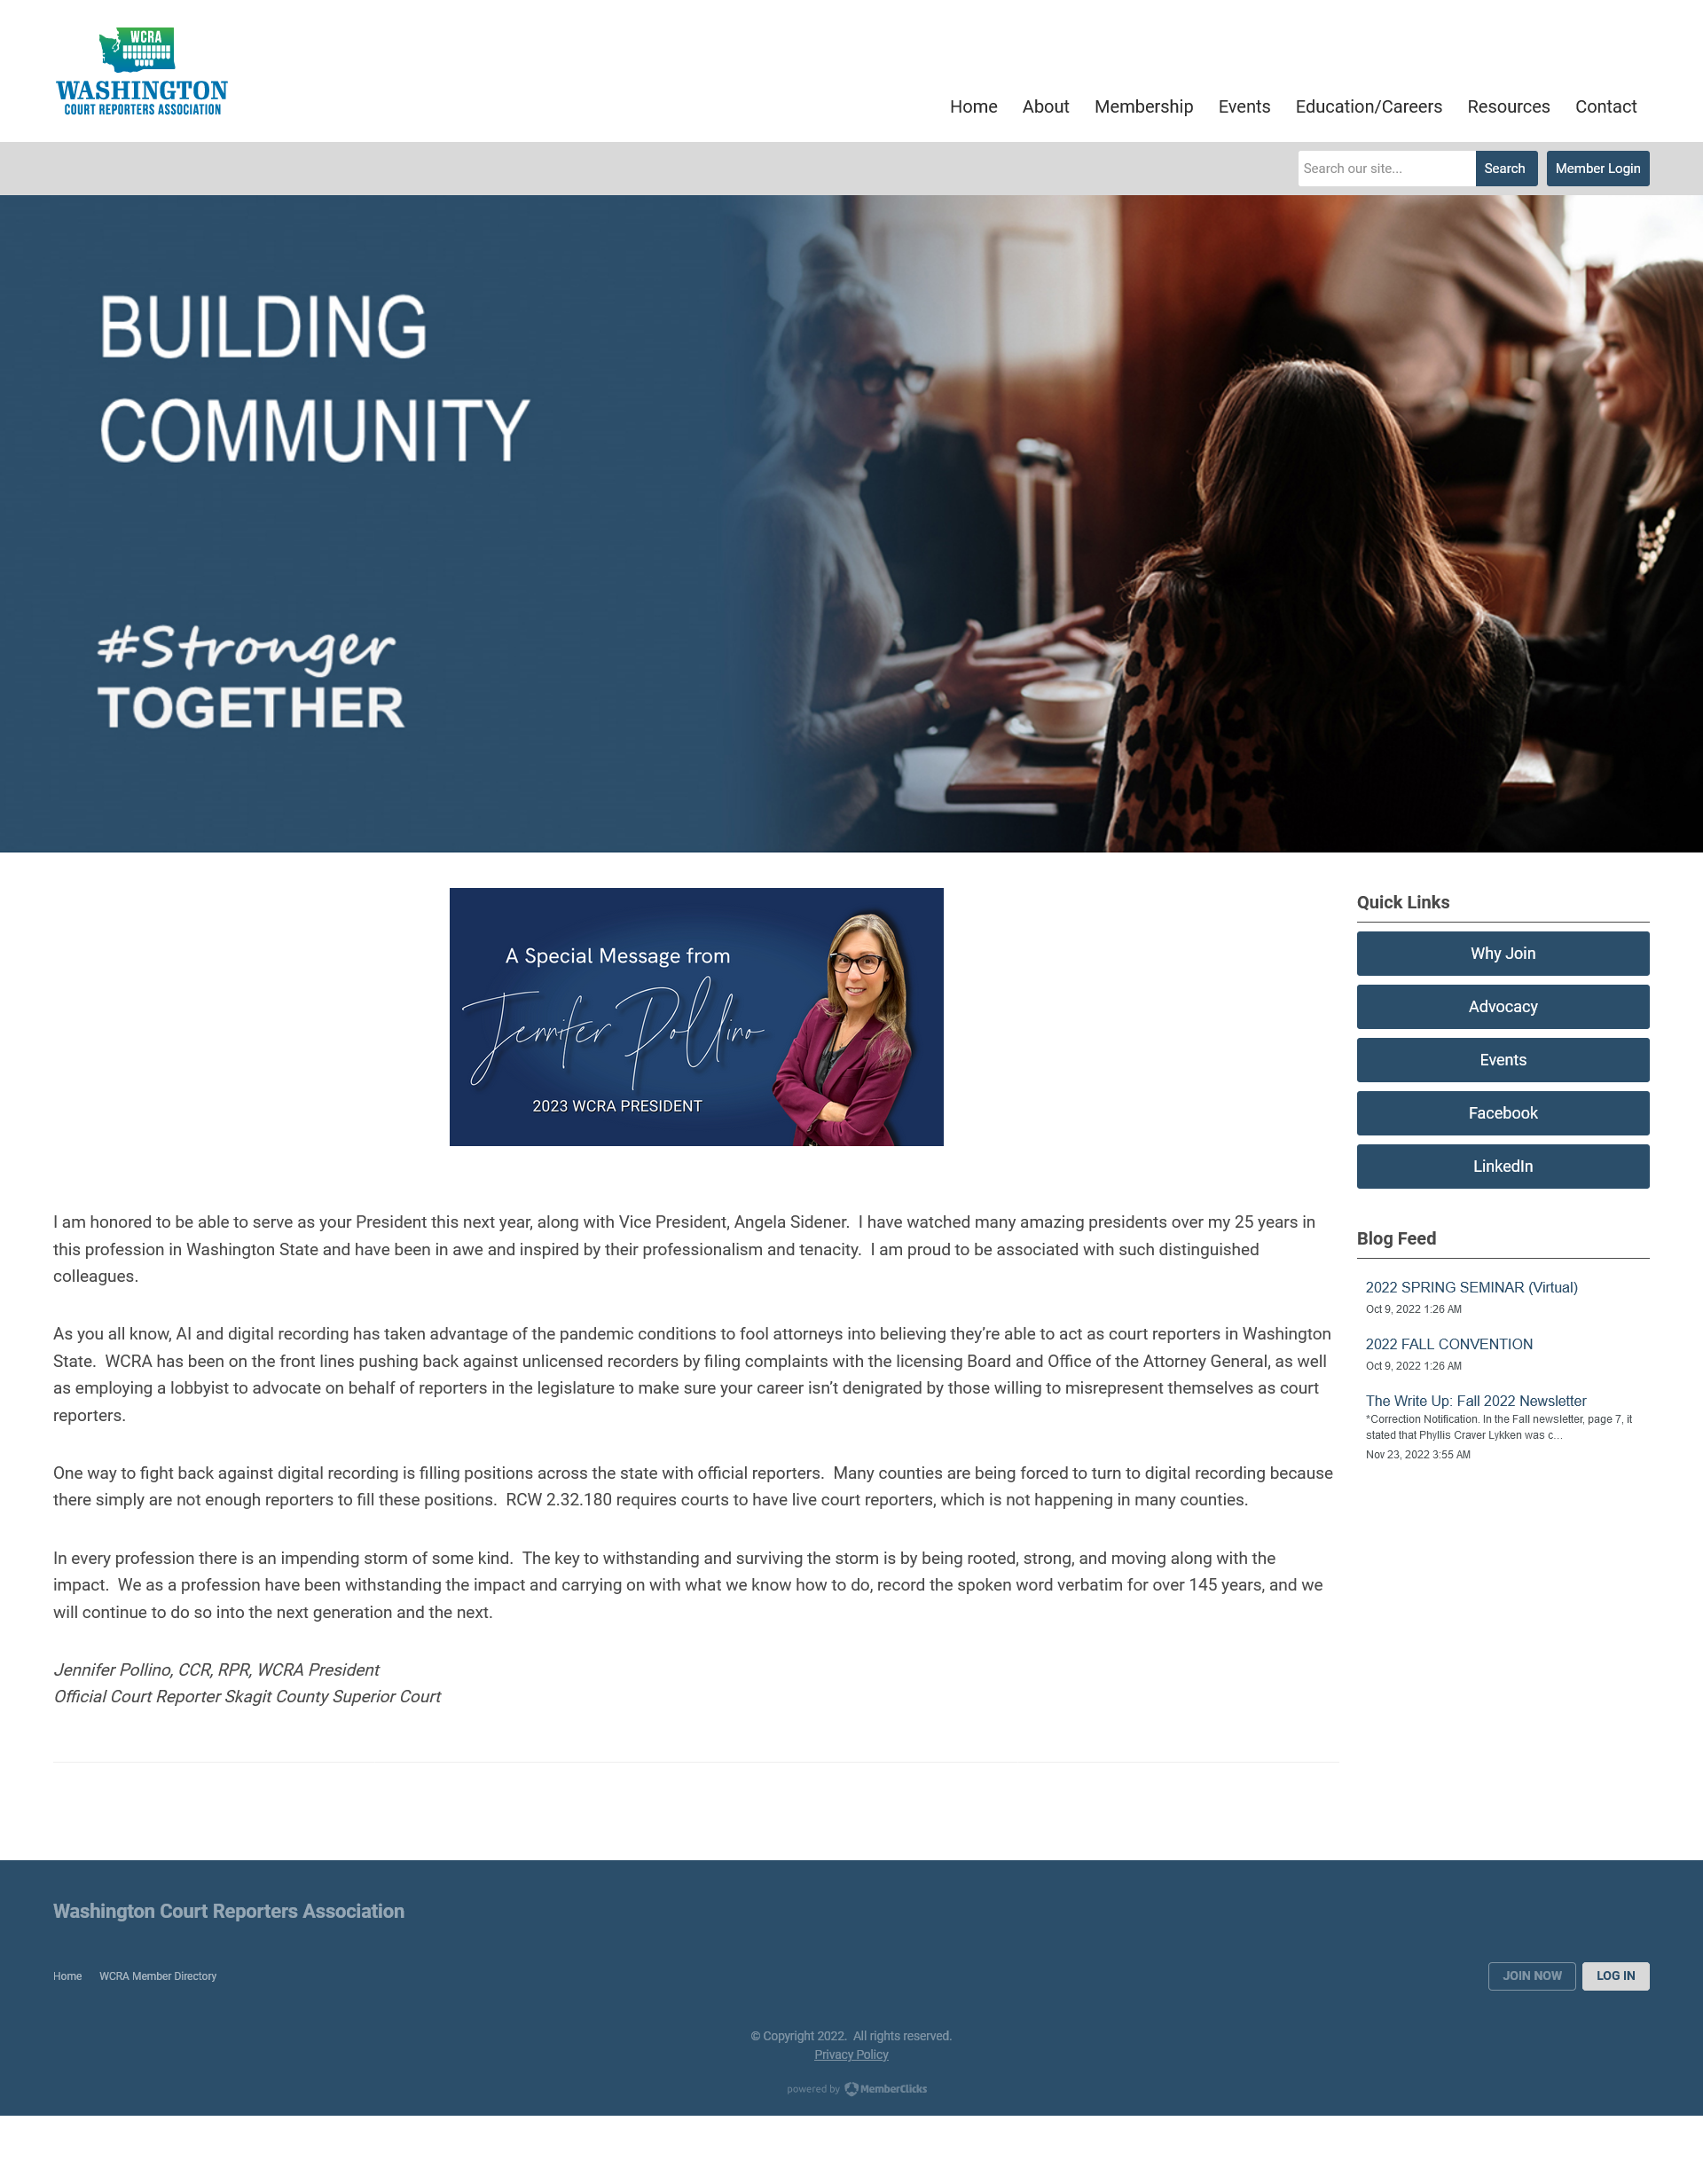 WCRA
WASHINGTON
COURT REPORTERS ASSOCIATION
Home About Membership Events Education/Careers Resources Contact
Search our site... Search Member Login
BUILDING
COMMUNITY
#Stronger
TOGETHER
A Special Message from
Jennifer Pollino
2023 WCRA PRESIDENT
I am honored to be able to serve as your President this next year, along with Vice President, Angela Sidener.  I have watched many amazing presidents over my 25 years in
this profession in Washington State and have been in awe and inspired by their professionalism and tenacity.  I am proud to be associated with such distinguished
colleagues.
As you all know, AI and digital recording has taken advantage of the pandemic conditions to fool attorneys into believing they’re able to act as court reporters in Washington
State.  WCRA has been on the front lines pushing back against unlicensed recorders by filing complaints with the licensing Board and Office of the Attorney General, as well
as employing a lobbyist to advocate on behalf of reporters in the legislature to make sure your career isn’t denigrated by those willing to misrepresent themselves as court
reporters.
One way to fight back against digital recording is filling positions across the state with official reporters.  Many counties are being forced to turn to digital recording because
there simply are not enough reporters to fill these positions.  RCW 2.32.180 requires courts to have live court reporters, which is not happening in many counties.
In every profession there is an impending storm of some kind.  The key to withstanding and surviving the storm is by being rooted, strong, and moving along with the
impact.  We as a profession have been withstanding the impact and carrying on with what we know how to do, record the spoken word verbatim for over 145 years, and we
will continue to do so into the next generation and the next.
Jennifer Pollino, CCR, RPR, WCRA President
Official Court Reporter Skagit County Superior Court
Quick Links
Why Join
Advocacy
Events
Facebook
LinkedIn
Blog Feed
2022 SPRING SEMINAR (Virtual)
Oct 9, 2022 1:26 AM
2022 FALL CONVENTION
Oct 9, 2022 1:26 AM
The Write Up: Fall 2022 Newsletter
*Correction Notification. In the Fall newsletter, page 7, it
stated that Phyllis Craver Lykken was c...
Nov 23, 2022 3:55 AM
Washington Court Reporters Association
Home WCRA Member Directory
JOIN NOW LOG IN
© Copyright 2022.  All rights reserved.
Privacy Policy
powered by MemberClicks